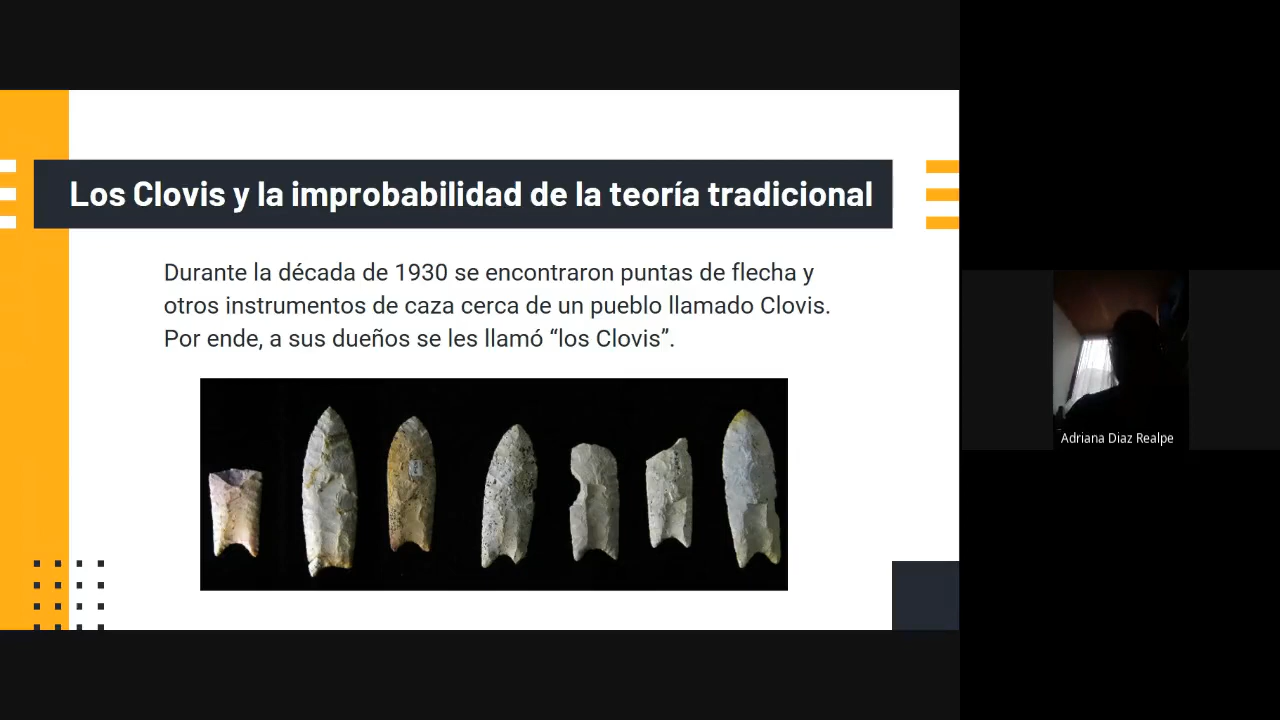 Los Clovis y la improbabilidad de la teoría tradicional
Durante la década de 1930 se encontraron puntas de flecha y
otros instrumentos de caza cerca de un pueblo llamado Clovis.
Por ende, a sus dueños se les llamó “los Clovis”.
Adriana Diaz Realpe